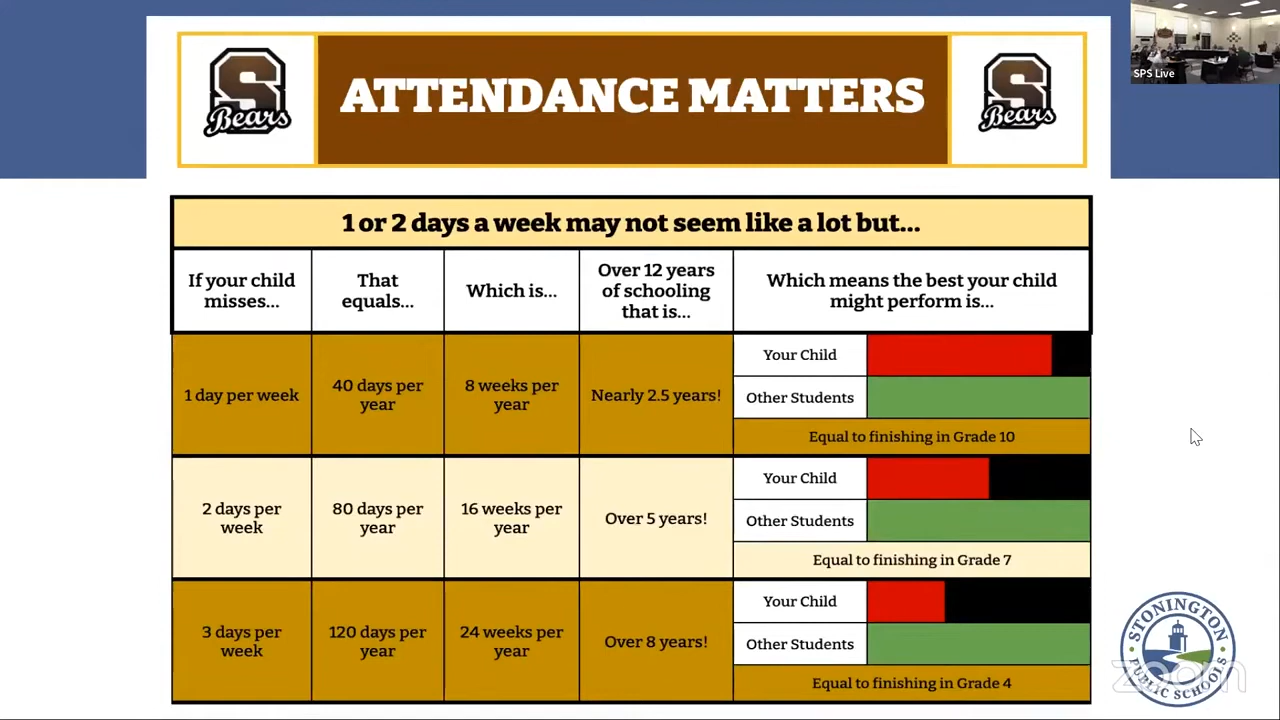 SPS Live
S
Bears
ATTENDANCE MATTERS
S
Bears
1 or 2 days a week may not seem like a lot but...
If your child
misses...
That
equals...
Which is...
Over 12 years
of schooling
that is...
Which means the best your child
might perform is...
1 day per week
40 days per
year
8 weeks per
year
Nearly 2.5 years!
Your Child
Other Students
Equal to finishing in Grade 10
2 days per
week
80 days per
year
16 weeks per
year
Over 5 years!
Your Child
Other Students
Equal to finishing in Grade 7
3 days per
week
120 days per
year
24 weeks per
year
Over 8 years!
Your Child
Other Students
Equal to finishing in Grade 4
STONINGTON
PUBLIC SCHOOLS
zoom